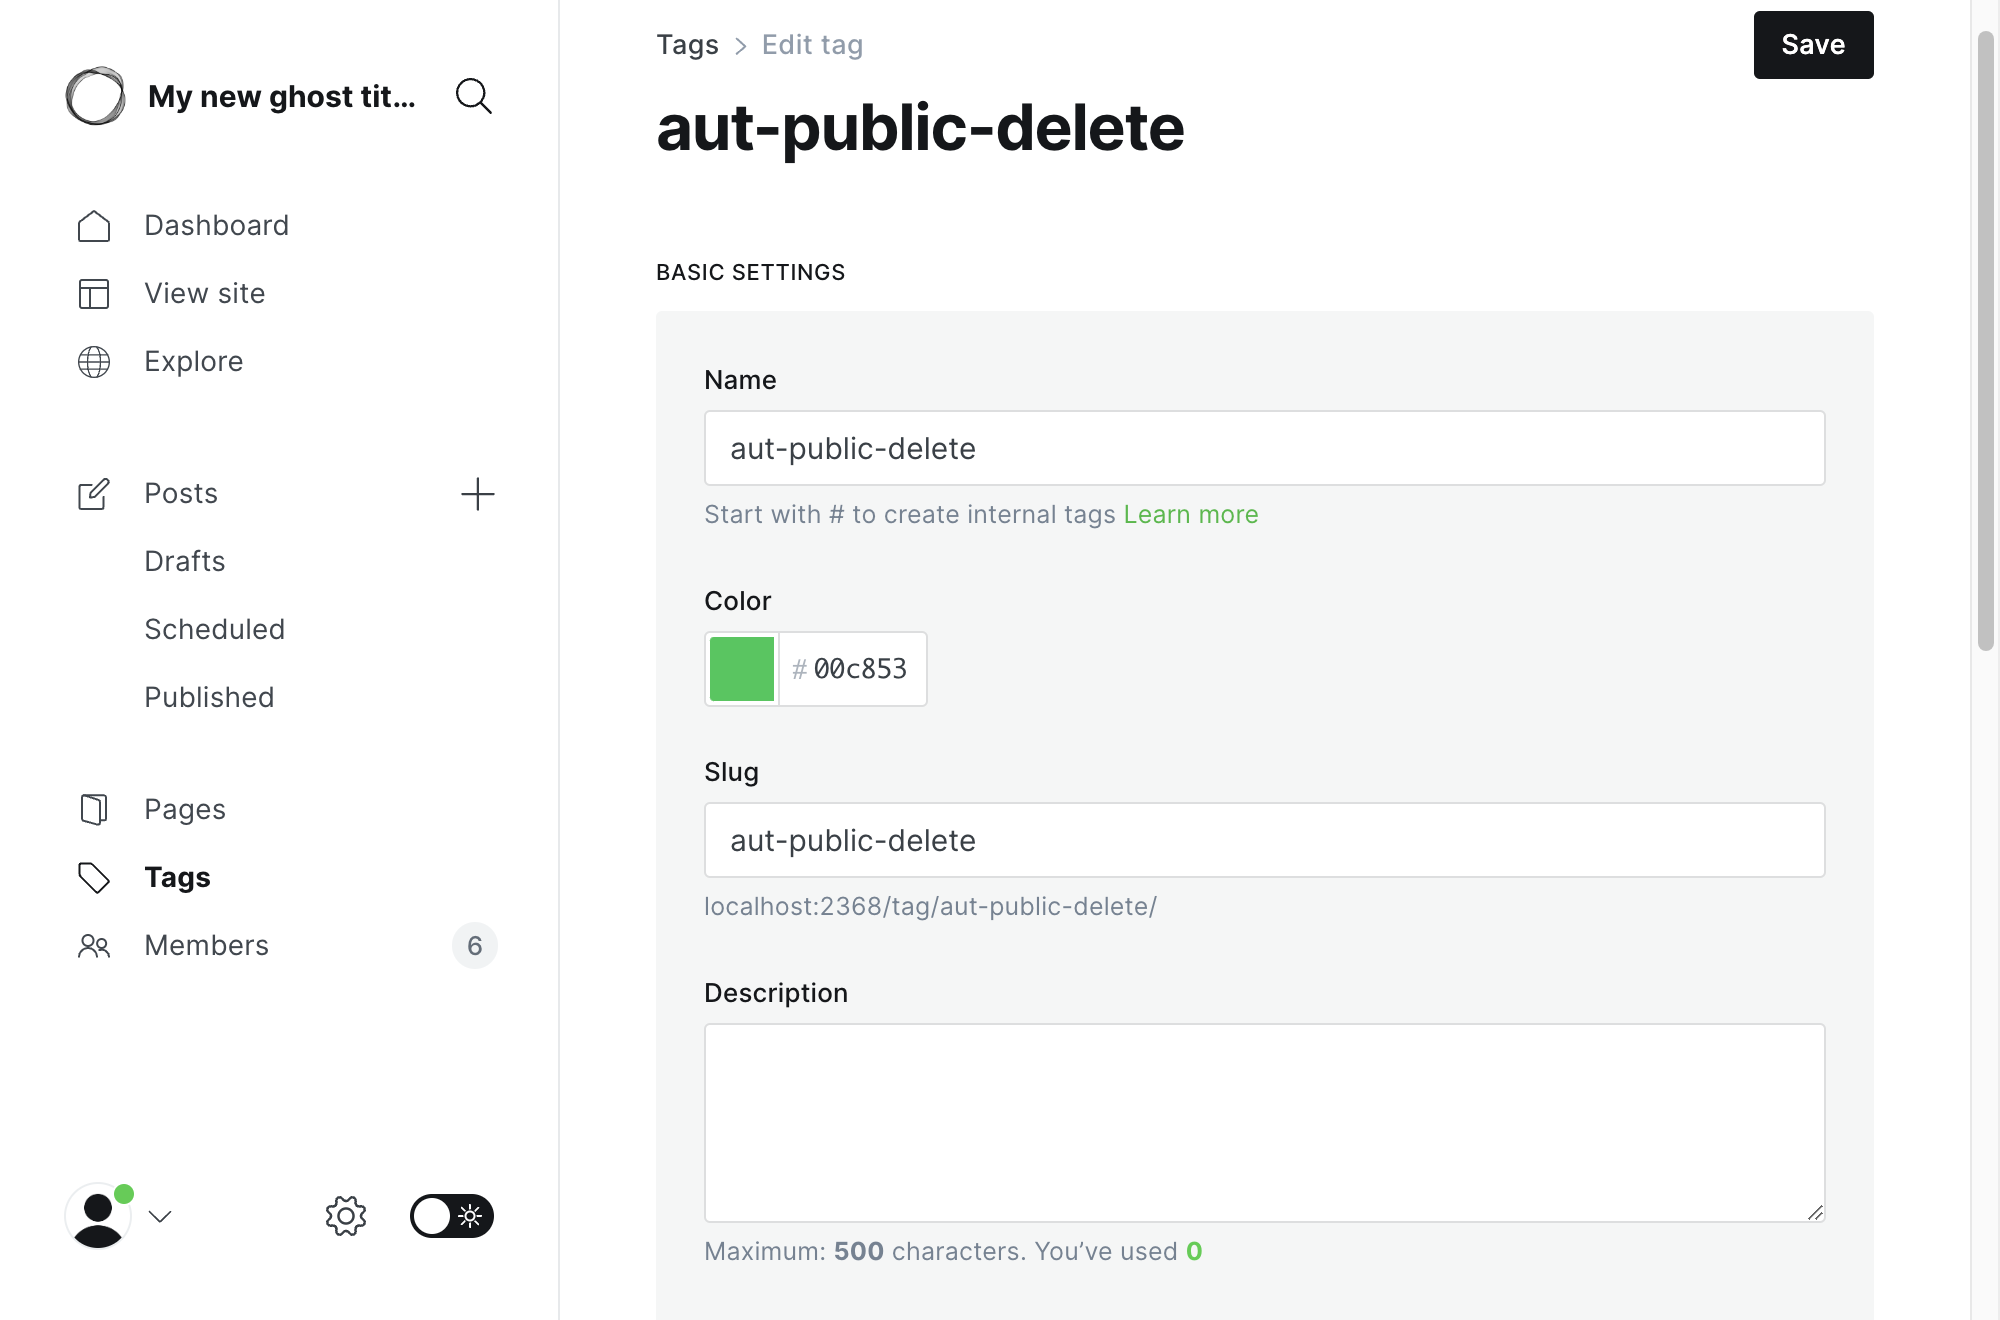 My new ghost tit...
Dashboard
View site
Explore
Posts
Drafts
Scheduled
Published
Pages
Tags
Members
6
Tags > Edit tag
Save
aut-public-delete
BASIC SETTINGS
Name
aut-public-delete
Start with # to create internal tags Learn more
Color
#00c853
Slug
aut-public-delete
localhost:2368/tag/aut-public-delete/
Description
Maximum: 500 characters. You’ve used 0